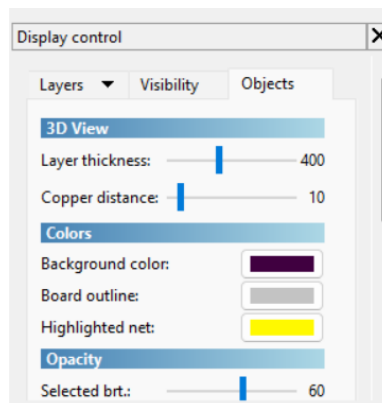 Display control
Layers Visibility Objects
3D View
Layer thickness: 400
Copper distance: 10
Colors
Background color:
Board outline:
Highlighted net:
Opacity
Selected brt.: 60